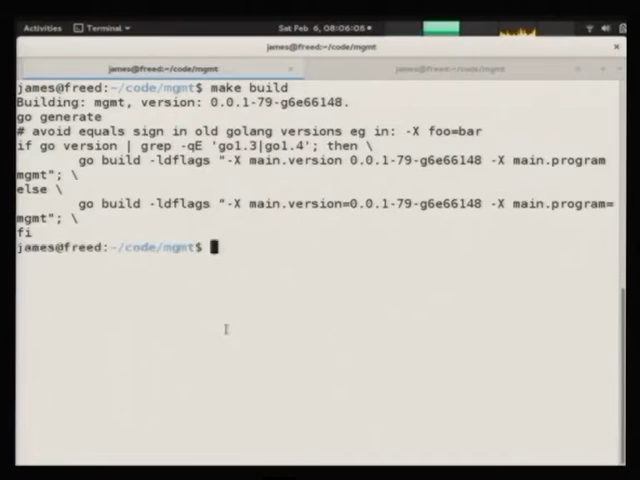 Activities
Terminal
Sat Feb 6, 08:06:05
james@freed:~/code/mgmt
james@freed:~/code/mgmt
james@freed:~/code/mgmt
james@freed:~/code/mgmt$ make build
Building: mgmt, version: 0.0.1-79-g6e66148.
go generate
# avoid equals sign in old golang versions eg in: -X foo=bar
if go version | grep -qE 'go1.3|go1.4'; then \
go build -ldflags "-X main.version 0.0.1-79-g6e66148 -X main.program
mgmt"; \
else \
go build -ldflags "-X main.version=0.0.1-79-g6e66148 -X main.program=
mgmt"; \
fi
james@freed:~/code/mgmt$